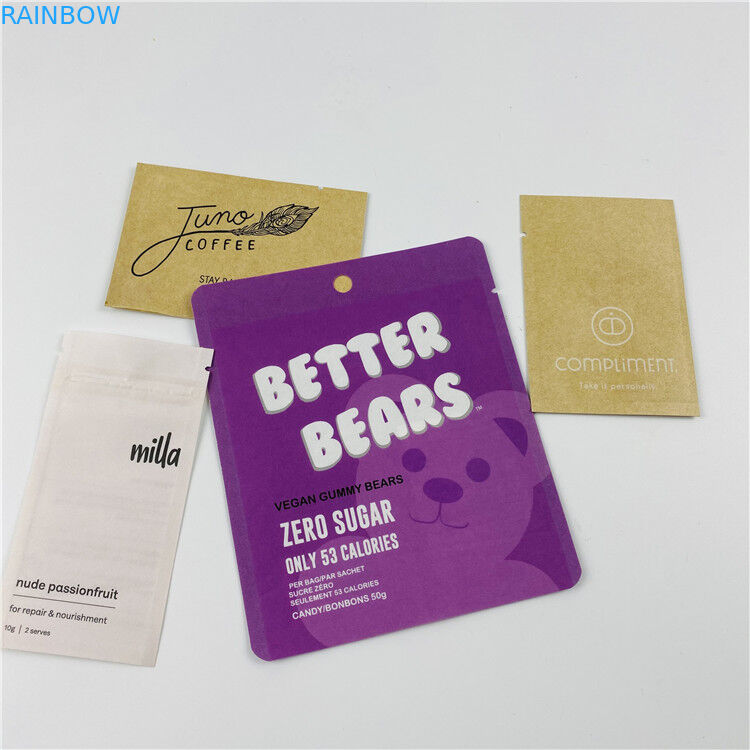 RAINBOW
Juno
COFFEE
STAY
BETTER
BEARS™
VEGAN GUMMY BEARS
ZERO SUGAR
ONLY 53 CALORIES
PER BAG/PAR SACHET
SUCRE ZÉRO
SEULEMENT 53 CALORIES
CANDY/BONBONS 50g
COMPLIMENT.
Take it personally.
milla
nude passionfruit
for repair & nourishment
10g | 2 serves